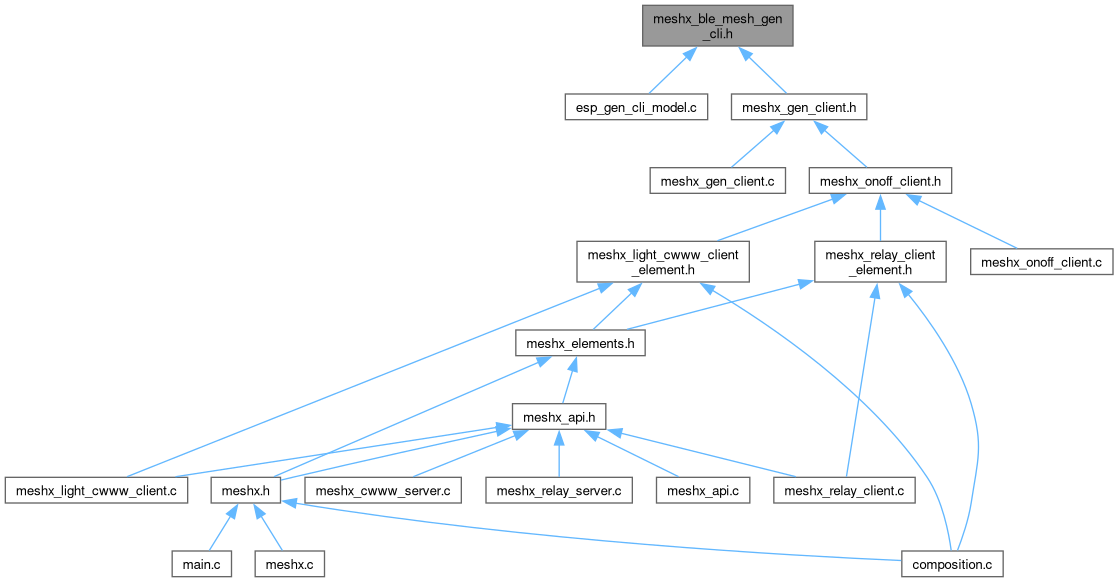 meshx_ble_mesh_gen
_cli.h
esp_gen_cli_model.c
meshx_gen_client.h
meshx_gen_client.c
meshx_onoff_client.h
meshx_light_cwww_client
_element.h
meshx_relay_client
_element.h
meshx_onoff_client.c
meshx_elements.h
meshx_api.h
meshx_light_cwww_client.c
meshx.h
meshx_cwww_server.c
meshx_relay_server.c
meshx_api.c
meshx_relay_client.c
main.c
meshx.c
composition.c